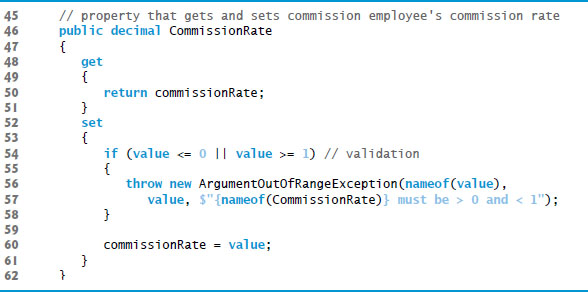 45 // property that gets and sets commission employee's commission rate
46 public decimal CommissionRate
47 {
48 get
49 {
50 return commissionRate;
51 }
52 set
53 {
54 if (value <= 0 || value >= 1) // validation
55 {
56 throw new ArgumentOutOfRangeException(nameof(value),
57 value, $"{nameof(CommissionRate)} must be > 0 and < 1");
58 }
59
60 commissionRate = value;
61 }
62 }